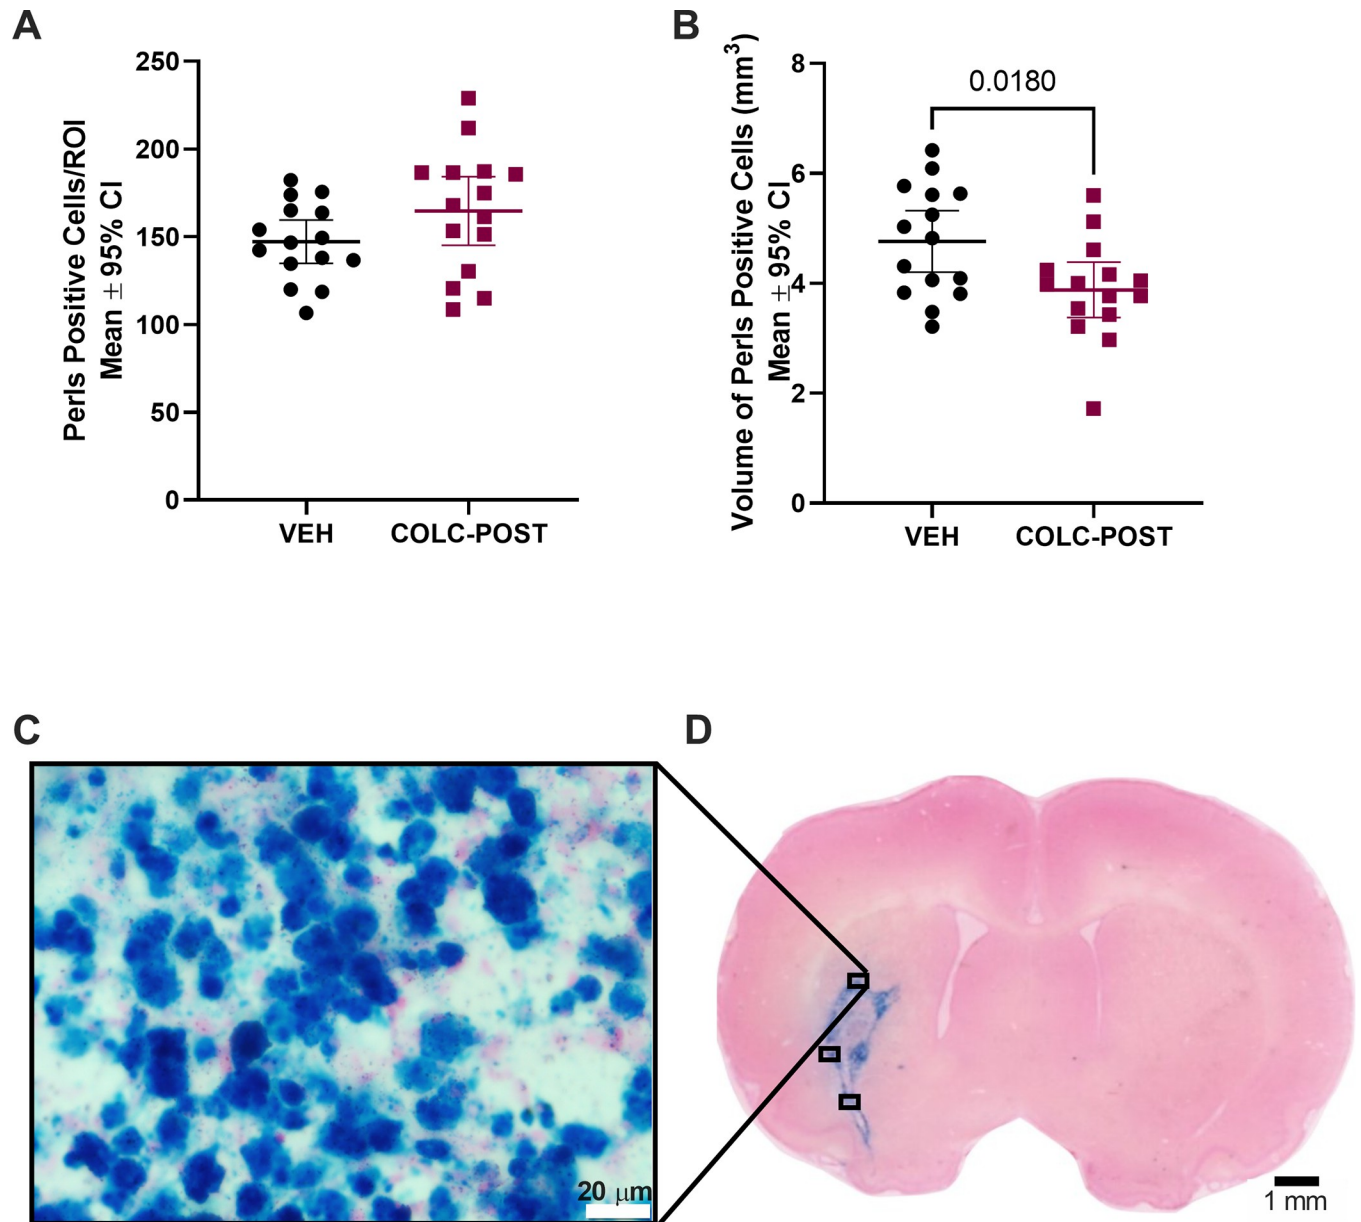 A
Perls Positive Cells/ROI
Mean ± 95% CI
250
200
150
100
50
0
VEH
COLC-POST
B
Volume of Perls Positive Cells (mm³)
Mean ± 95% CI
8
6
4
2
0
0.0180
VEH
COLC-POST
C
20 μm
D
1 mm